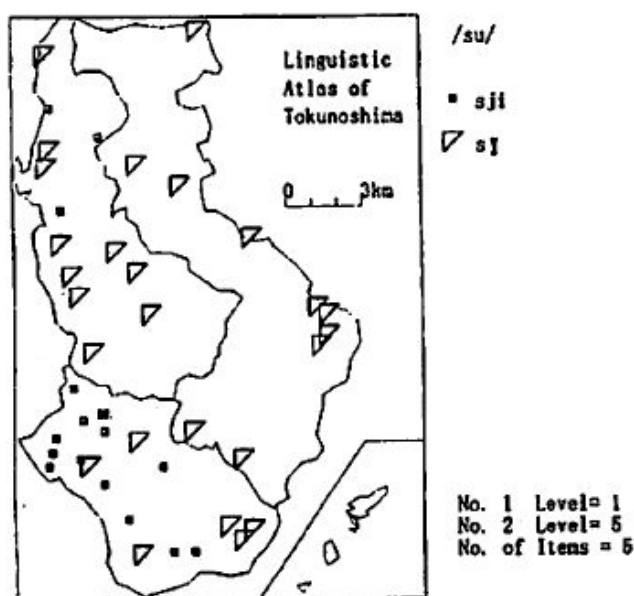 Linguistic
Atlas of
Tokunoshima
0 3km
/su/
sji
sɪ̈
No. 1 Level= 1
No. 2 Level= 5
No. of Items = 5